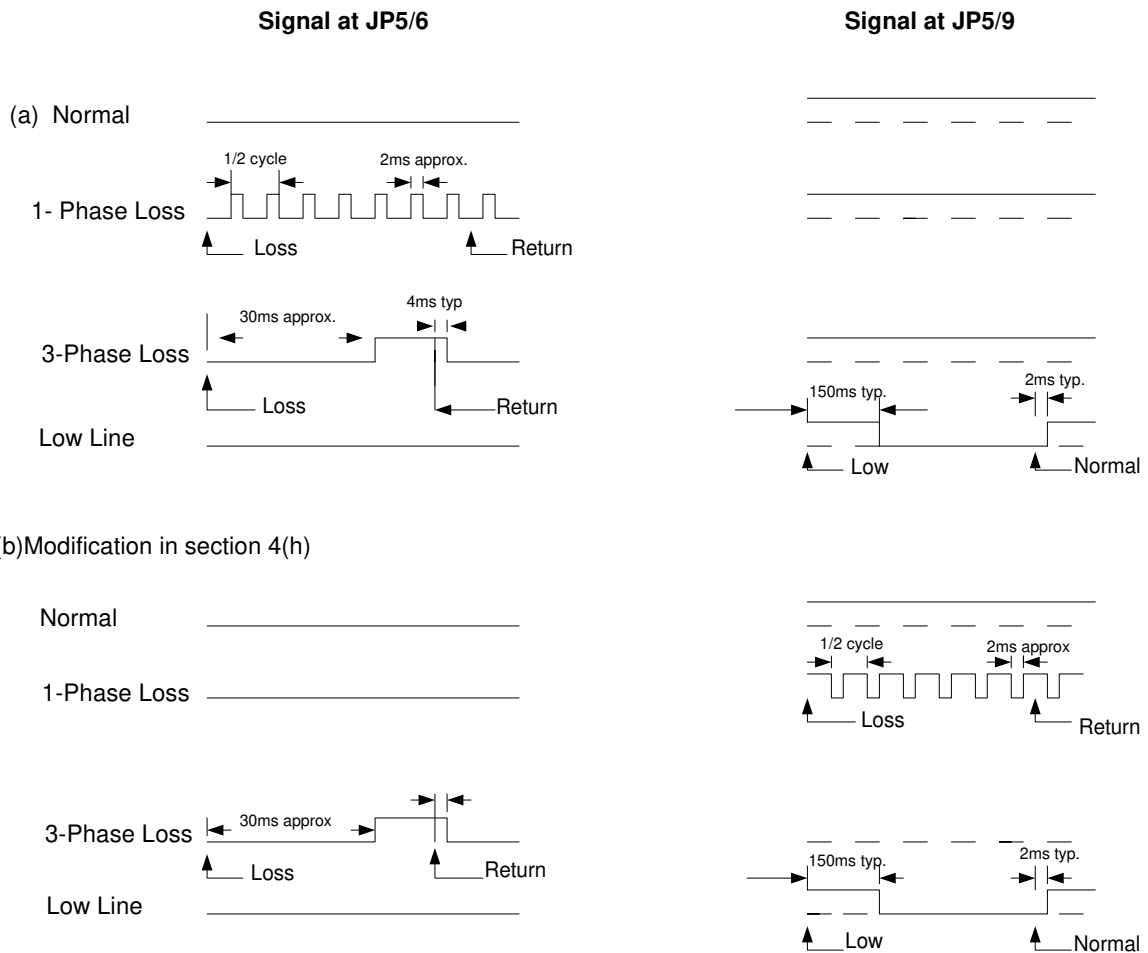 Signal at JP5/6
Signal at JP5/9
(a) Normal
1/2 cycle
2ms approx.
1- Phase Loss
Loss
Return
30ms approx.
4ms typ
3-Phase Loss
Loss
Return
150ms typ.
2ms typ.
Low Line
Low
Normal
b)Modification in section 4(h)
Normal
1/2 cycle
2ms approx
1-Phase Loss
Loss
Return
30ms approx
3-Phase Loss
Loss
Return
150ms typ.
2ms typ.
Low Line
Low
Normal